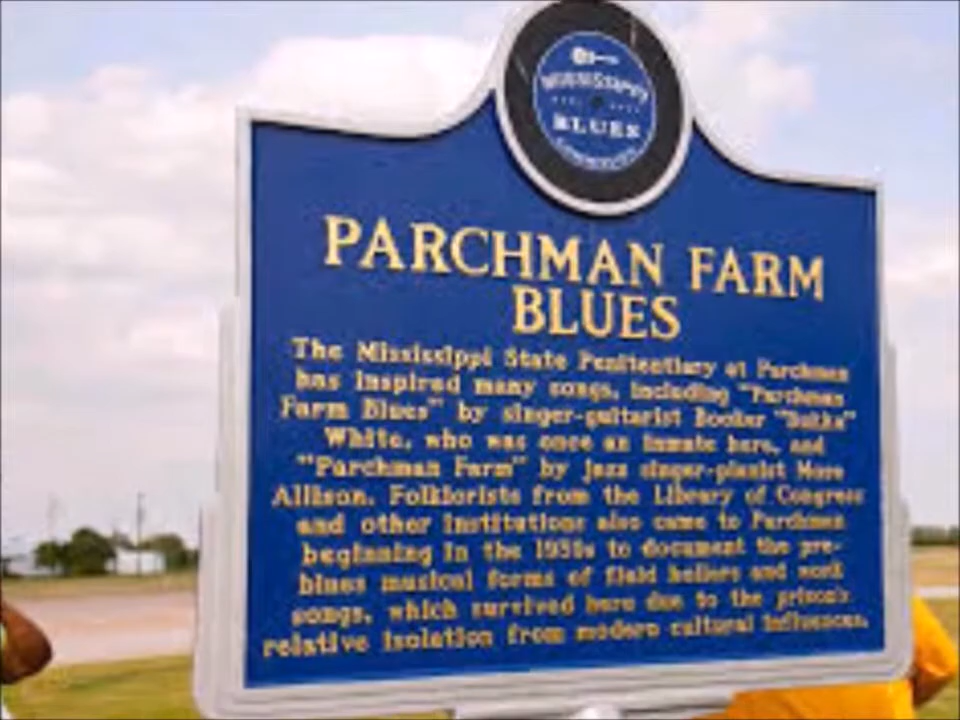 MISSISSIPPI
BLUES
PARCHMAN FARM
BLUES
The Mississippi State Penitentiary at Parchman
has inspired many songs, including "Parchman
Farm Blues" by singer-guitarist Booker "Bukka"
White, who was once an inmate here, and
"Parchman Farm" by jazz singer-pianist Mose
Allison. Folklorists from the Library of Congress
and other institutions also came to Parchman
beginning in the 1930s to document the pre-
blues musical forms of field hollers and work
songs, which survived here due to the prison's
relative isolation from modern cultural influences.